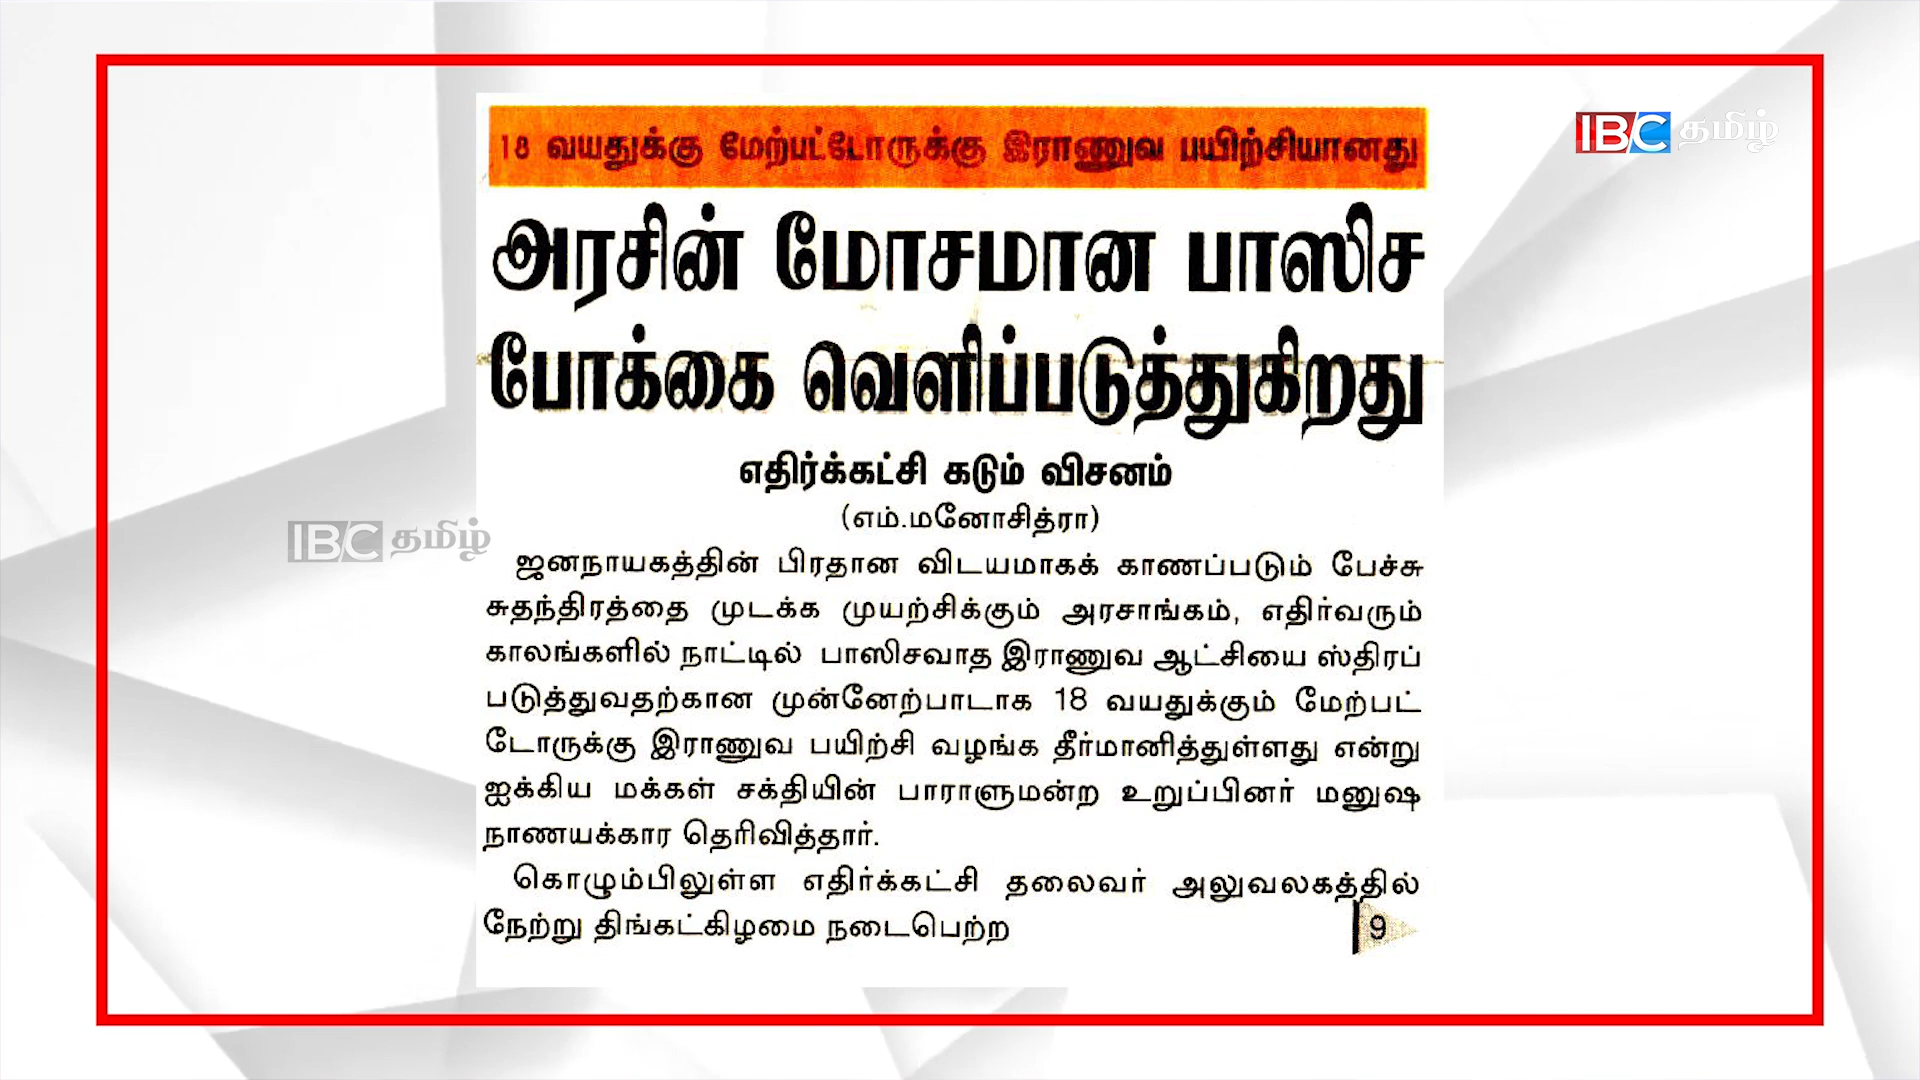 18 வயதுக்கு மேற்பட்டோருக்கு இராணுவ பயிற்சியானது
IBC தமிழ்
அரசின் மோசமான பாஸிச
போக்கை வெளிப்படுத்துகிறது
எதிர்க்கட்சி கடும் விசனம்
(எம்.மனோசித்ரா)
IBC தமிழ்
ஜனநாயகத்தின் பிரதான விடயமாகக் காணப்படும் பேச்சு
சுதந்திரத்தை முடக்க முயற்சிக்கும் அரசாங்கம், எதிர்வரும்
காலங்களில் நாட்டில் பாஸிசவாத இராணுவ ஆட்சியை ஸ்திரப்
படுத்துவதற்கான முன்னேற்பாடாக 18 வயதுக்கும் மேற்பட்
டோருக்கு இராணுவ பயிற்சி வழங்க தீர்மானித்துள்ளது என்று
ஐக்கிய மக்கள் சக்தியின் பாராளுமன்ற உறுப்பினர் மனுஷ
நாணயக்கார தெரிவித்தார்.
கொழும்பிலுள்ள எதிர்க்கட்சி தலைவர் அலுவலகத்தில்
நேற்று திங்கட்கிழமை நடைபெற்ற
9